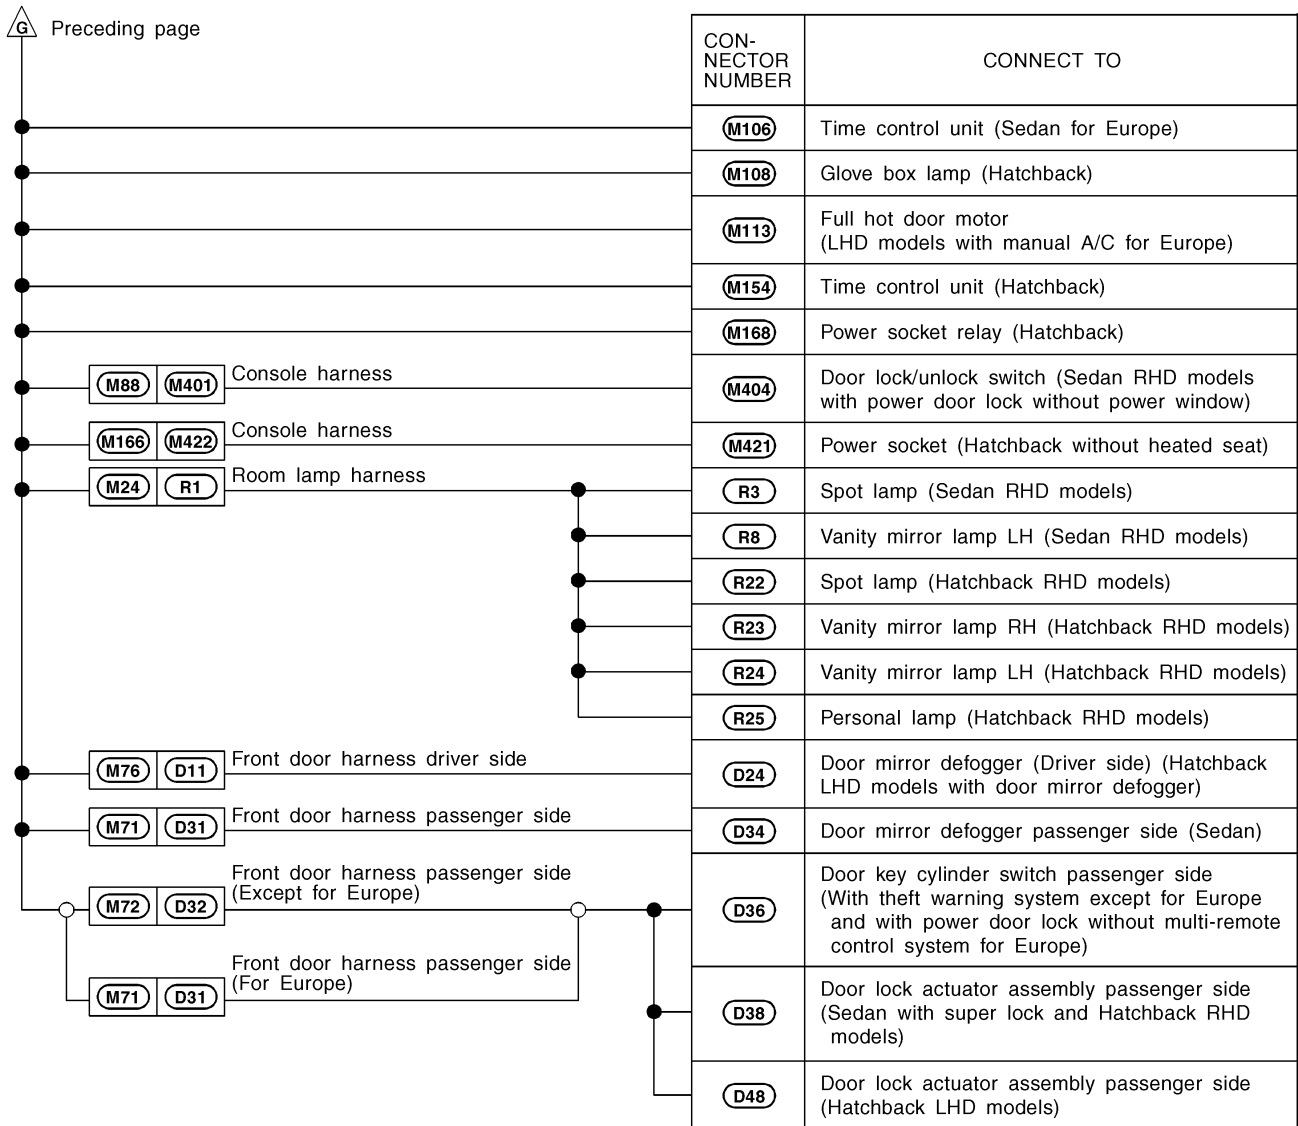 G Preceding page
CON-
NECTOR
NUMBER
CONNECT TO
M106 Time control unit (Sedan for Europe)
M108 Glove box lamp (Hatchback)
M113 Full hot door motor
(LHD models with manual A/C for Europe)
M154 Time control unit (Hatchback)
M168 Power socket relay (Hatchback)
M88 M401 Console harness
M404 Door lock/unlock switch (Sedan RHD models
with power door lock without power window)
M166 M422 Console harness
M421 Power socket (Hatchback without heated seat)
M24 R1 Room lamp harness
R3 Spot lamp (Sedan RHD models)
R8 Vanity mirror lamp LH (Sedan RHD models)
R22 Spot lamp (Hatchback RHD models)
R23 Vanity mirror lamp RH (Hatchback RHD models)
R24 Vanity mirror lamp LH (Hatchback RHD models)
R25 Personal lamp (Hatchback RHD models)
M76 D11 Front door harness driver side
D24 Door mirror defogger (Driver side) (Hatchback
LHD models with door mirror defogger)
M71 D31 Front door harness passenger side
D34 Door mirror defogger passenger side (Sedan)
M72 D32 Front door harness passenger side
(Except for Europe)
D36 Door key cylinder switch passenger side
(With theft warning system except for Europe
and with power door lock without multi-remote
control system for Europe)
M71 D31 Front door harness passenger side
(For Europe)
D38 Door lock actuator assembly passenger side
(Sedan with super lock and Hatchback RHD
models)
D48 Door lock actuator assembly passenger side
(Hatchback LHD models)